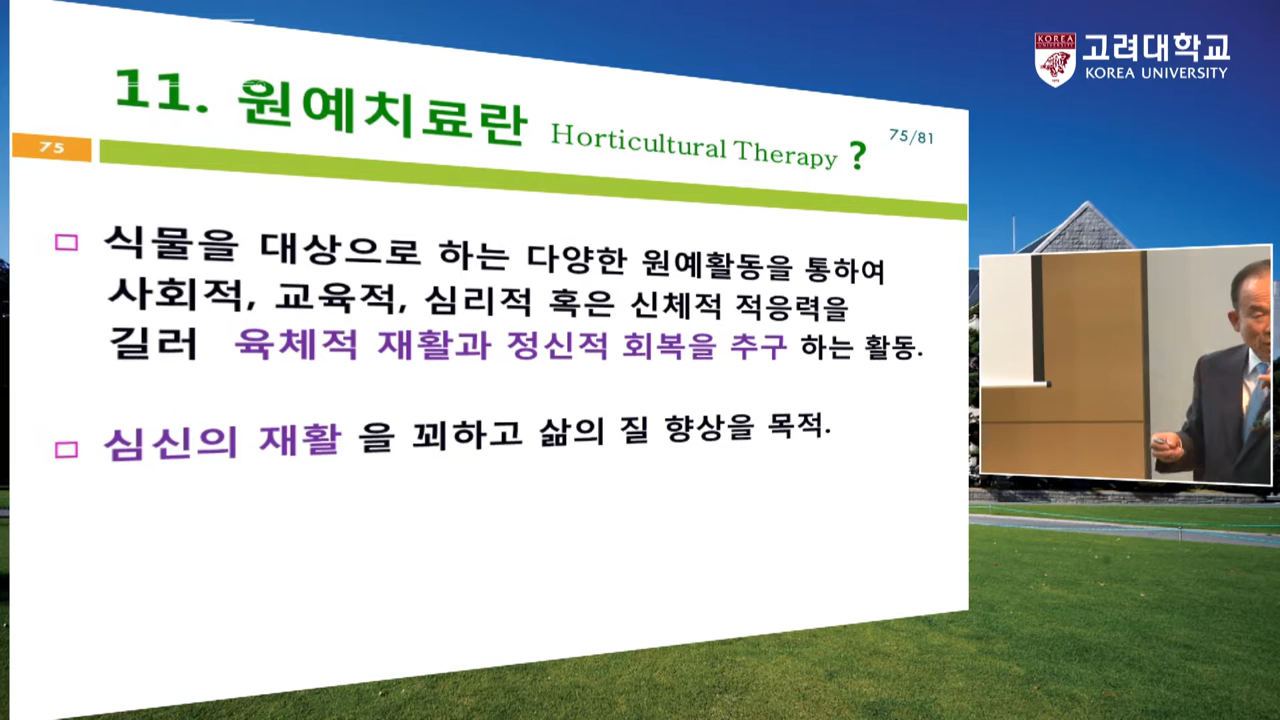 KOREA
UNIVERSITY
고려대학교
KOREA UNIVERSITY
11. 원예치료란 Horticultural Therapy ?
75/81
75
식물을 대상으로 하는 다양한 원예활동을 통하여
사회적, 교육적, 심리적 혹은 신체적 적응력을
길러 육체적 재활과 정신적 회복을 추구 하는 활동.
심신의 재활 을 꾀하고 삶의 질 향상을 목적.